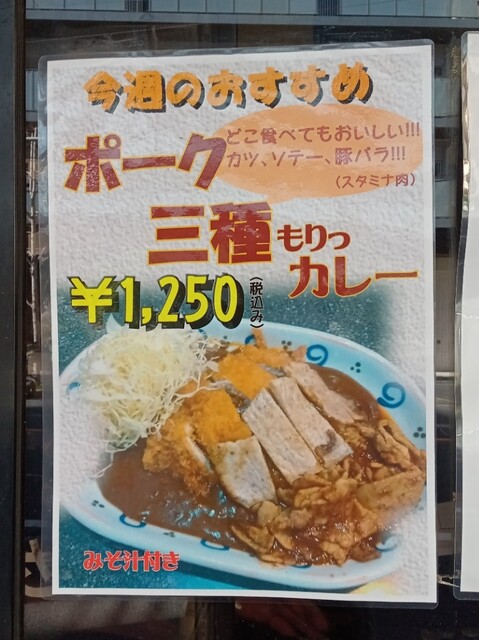 今週のおすすめ
ポーク
どこ食べてもおいしい!!!
カツ、ソテー、豚バラ!!!
(スタミナ肉)
三種もりっ
カレー
¥1,250(税込み)
みそ汁付き